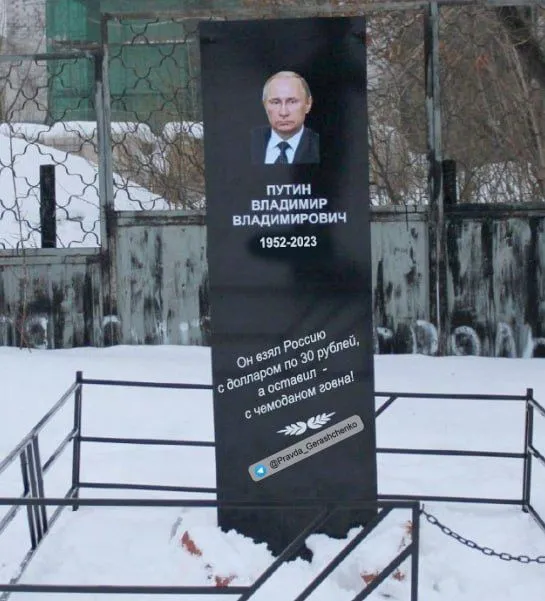 ПУТИН
ВЛАДИМИР
ВЛАДИМИРОВИЧ
1952-2023
Он взял Россию
с долларом по 30 рублей,
а оставил -
с чемоданом говна!
@Pravda_Gerashchenko